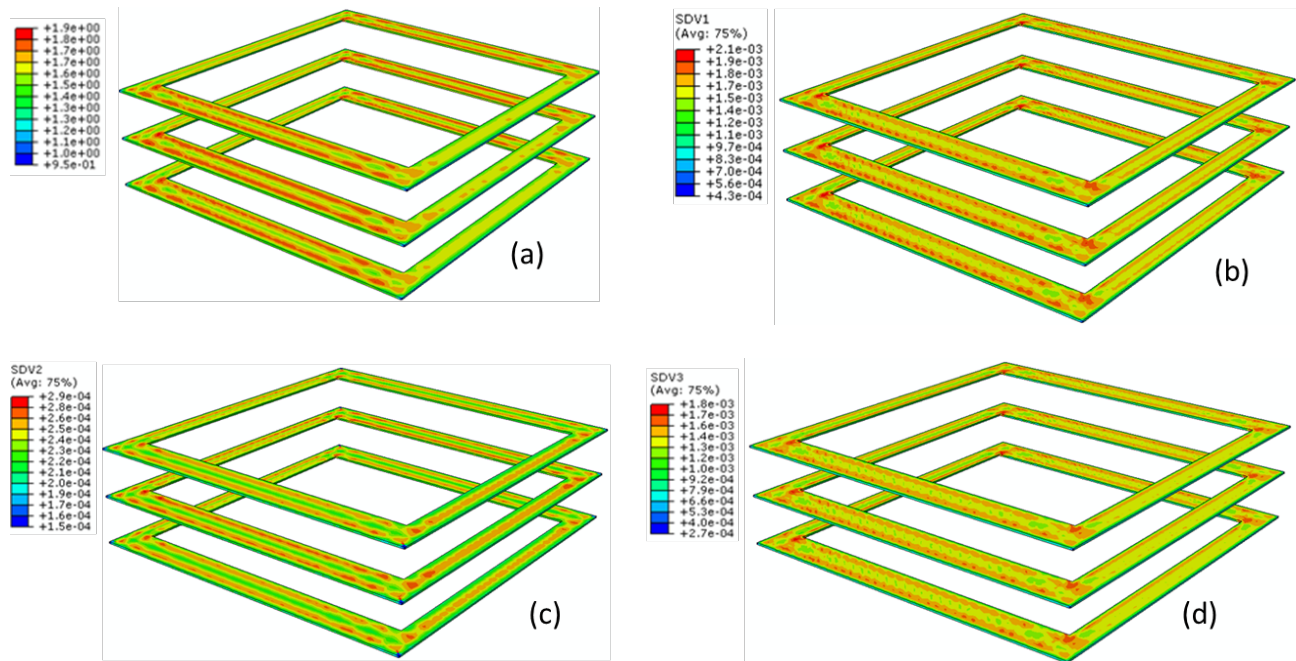 +1.9e+00
+1.8e+00
+1.7e+00
+1.6e+00
+1.5e+00
+1.4e+00
+1.3e+00
+1.3e+00
+1.2e+00
+1.1e+00
+1.0e+00
+9.5e-01
(a)
SDV1
(Avg: 75%)
+2.1e-03
+1.9e-03
+1.8e-03
+1.7e-03
+1.5e-03
+1.4e-03
+1.2e-03
+1.1e-03
+9.7e-04
+8.3e-04
+7.0e-04
+5.6e-04
+4.3e-04
(b)
SDV2
(Avg: 75%)
+2.9e-04
+2.8e-04
+2.6e-04
+2.5e-04
+2.4e-04
+2.3e-04
+2.2e-04
+2.1e-04
+2.0e-04
+1.9e-04
+1.7e-04
+1.6e-04
+1.5e-04
(c)
SDV3
(Avg: 75%)
+1.8e-03
+1.7e-03
+1.6e-03
+1.4e-03
+1.3e-03
+1.2e-03
+1.0e-03
+9.2e-04
+7.9e-04
+6.6e-04
+5.3e-04
+4.0e-04
+2.7e-04
(d)